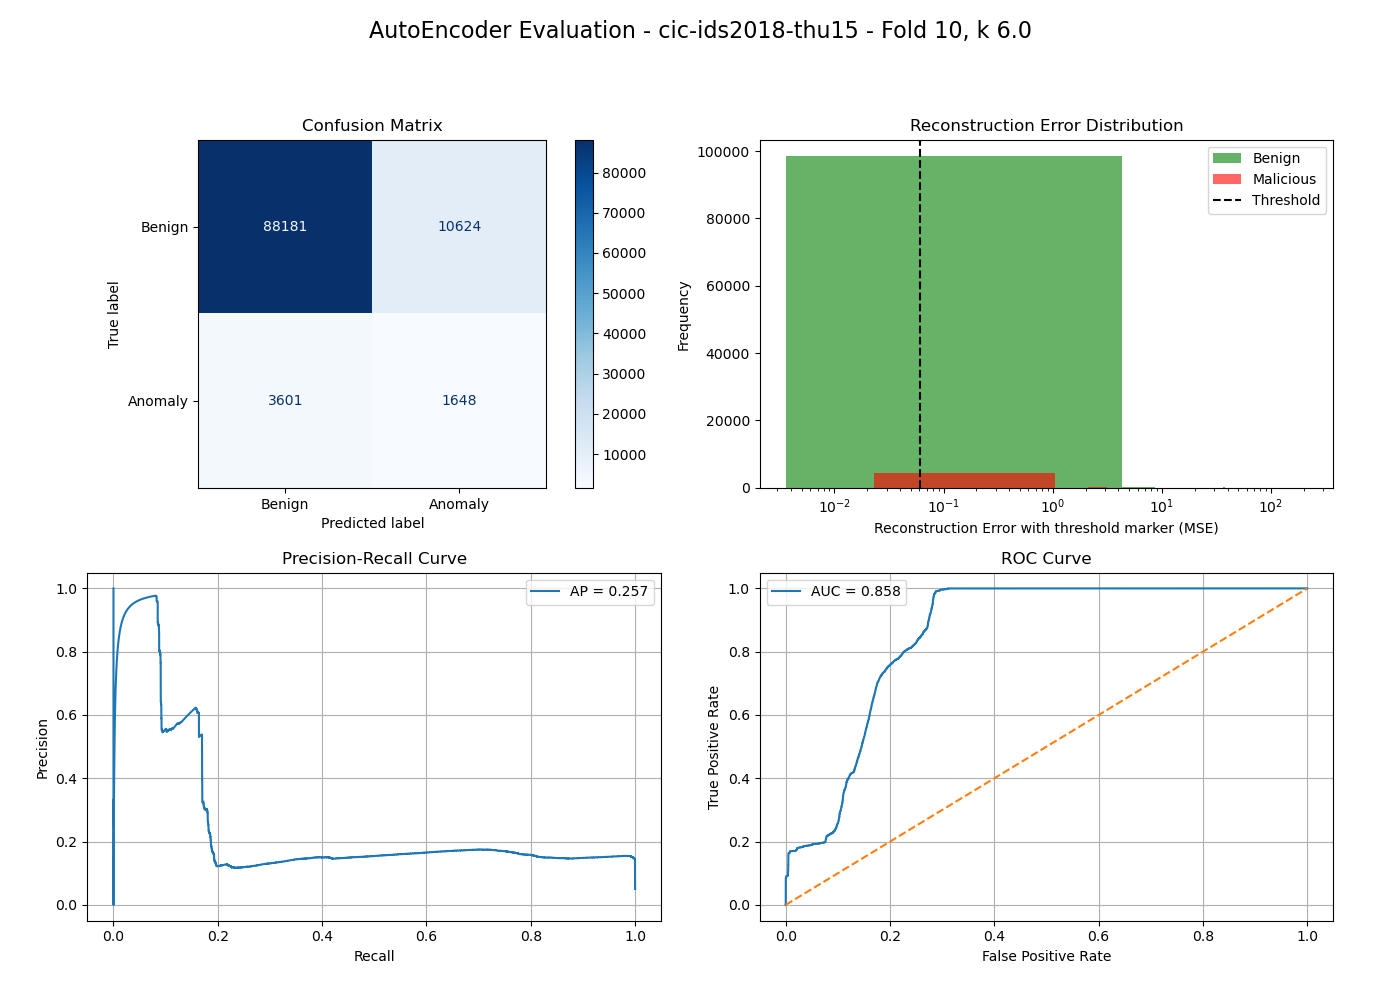 AutoEncoder Evaluation - cic-ids2018-thu15 - Fold 10, k 6.0
Confusion Matrix
Benign
Anomaly
True label
88181
10624
3601
1648
Benign
Anomaly
Predicted label
80000
70000
60000
50000
40000
30000
20000
10000
Reconstruction Error Distribution
Benign
Malicious
Threshold
Frequency
100000
80000
60000
40000
20000
0
10⁻²
10⁻¹
10⁰
10¹
10²
Reconstruction Error with threshold marker (MSE)
Precision-Recall Curve
AP = 0.257
Precision
1.0
0.8
0.6
0.4
0.2
0.0
0.0
0.2
0.4
0.6
0.8
1.0
Recall
ROC Curve
AUC = 0.858
True Positive Rate
1.0
0.8
0.6
0.4
0.2
0.0
0.0
0.2
0.4
0.6
0.8
1.0
False Positive Rate